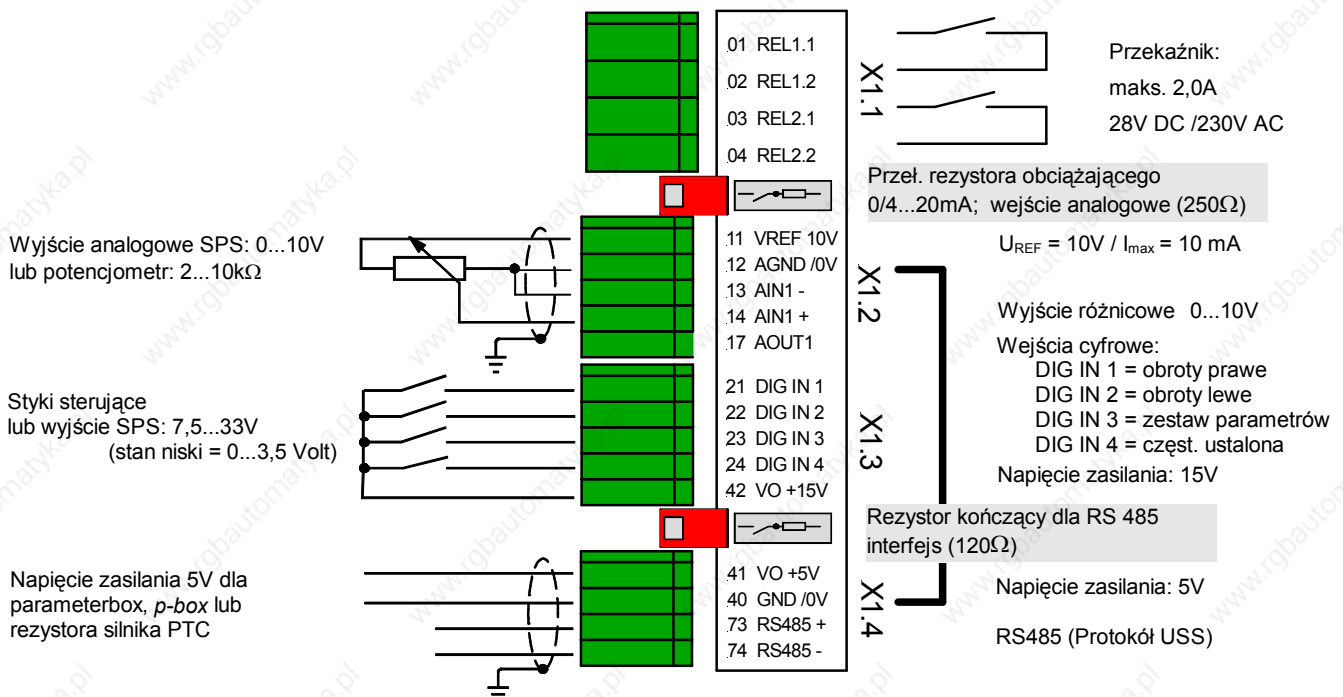 01 REL1.1
02 REL1.2
03 REL2.1
04 REL2.2
X1.1
Przekaźnik:
maks. 2,0A
28V DC /230V AC
Przeł. rezystora obciążającego
0/4...20mA; wejście analogowe (250Ω)
Wyjście analogowe SPS: 0...10V
lub potencjometr: 2...10kΩ
11 VREF 10V
12 AGND /0V
13 AIN1 -
14 AIN1 +
17 AOUT1
X1.2
UREF = 10V / Imax = 10 mA
Wyjście różnicowe 0...10V
Styki sterujące
lub wyjście SPS: 7,5...33V
(stan niski = 0...3,5 Volt)
21 DIG IN 1
22 DIG IN 2
23 DIG IN 3
24 DIG IN 4
42 VO +15V
X1.3
Wejścia cyfrowe:
DIG IN 1 = obroty prawe
DIG IN 2 = obroty lewe
DIG IN 3 = zestaw parametrów
DIG IN 4 = częst. ustalona
Napięcie zasilania: 15V
Rezystor kończący dla RS 485
interfejs (120Ω)
Napięcie zasilania 5V dla
parameterbox, p-box lub
rezystora silnika PTC
41 VO +5V
40 GND /0V
73 RS485 +
74 RS485 -
X1.4
Napięcie zasilania: 5V
RS485 (Protokół USS)
www.rgbautomatyka.pl